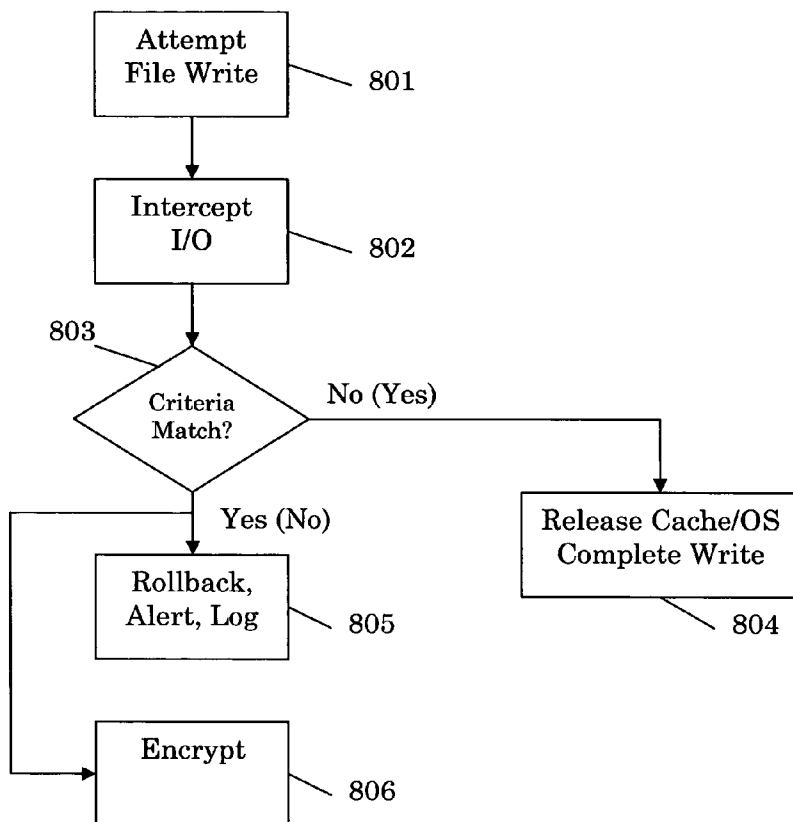 Attempt
File Write
801
Intercept
I/O
802
803
Criteria
Match?
No (Yes)
Yes (No)
Release Cache/OS
Complete Write
804
Rollback,
Alert, Log
805
Encrypt
806